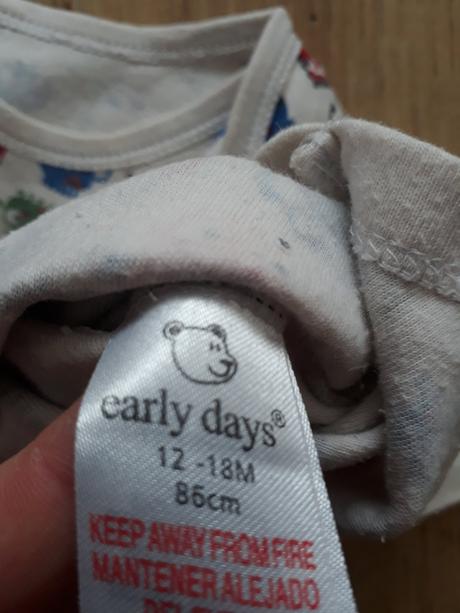 early days®
12 -18M
86cm
KEEP AWAY FROM FIRE
MANTENER ALEJADO